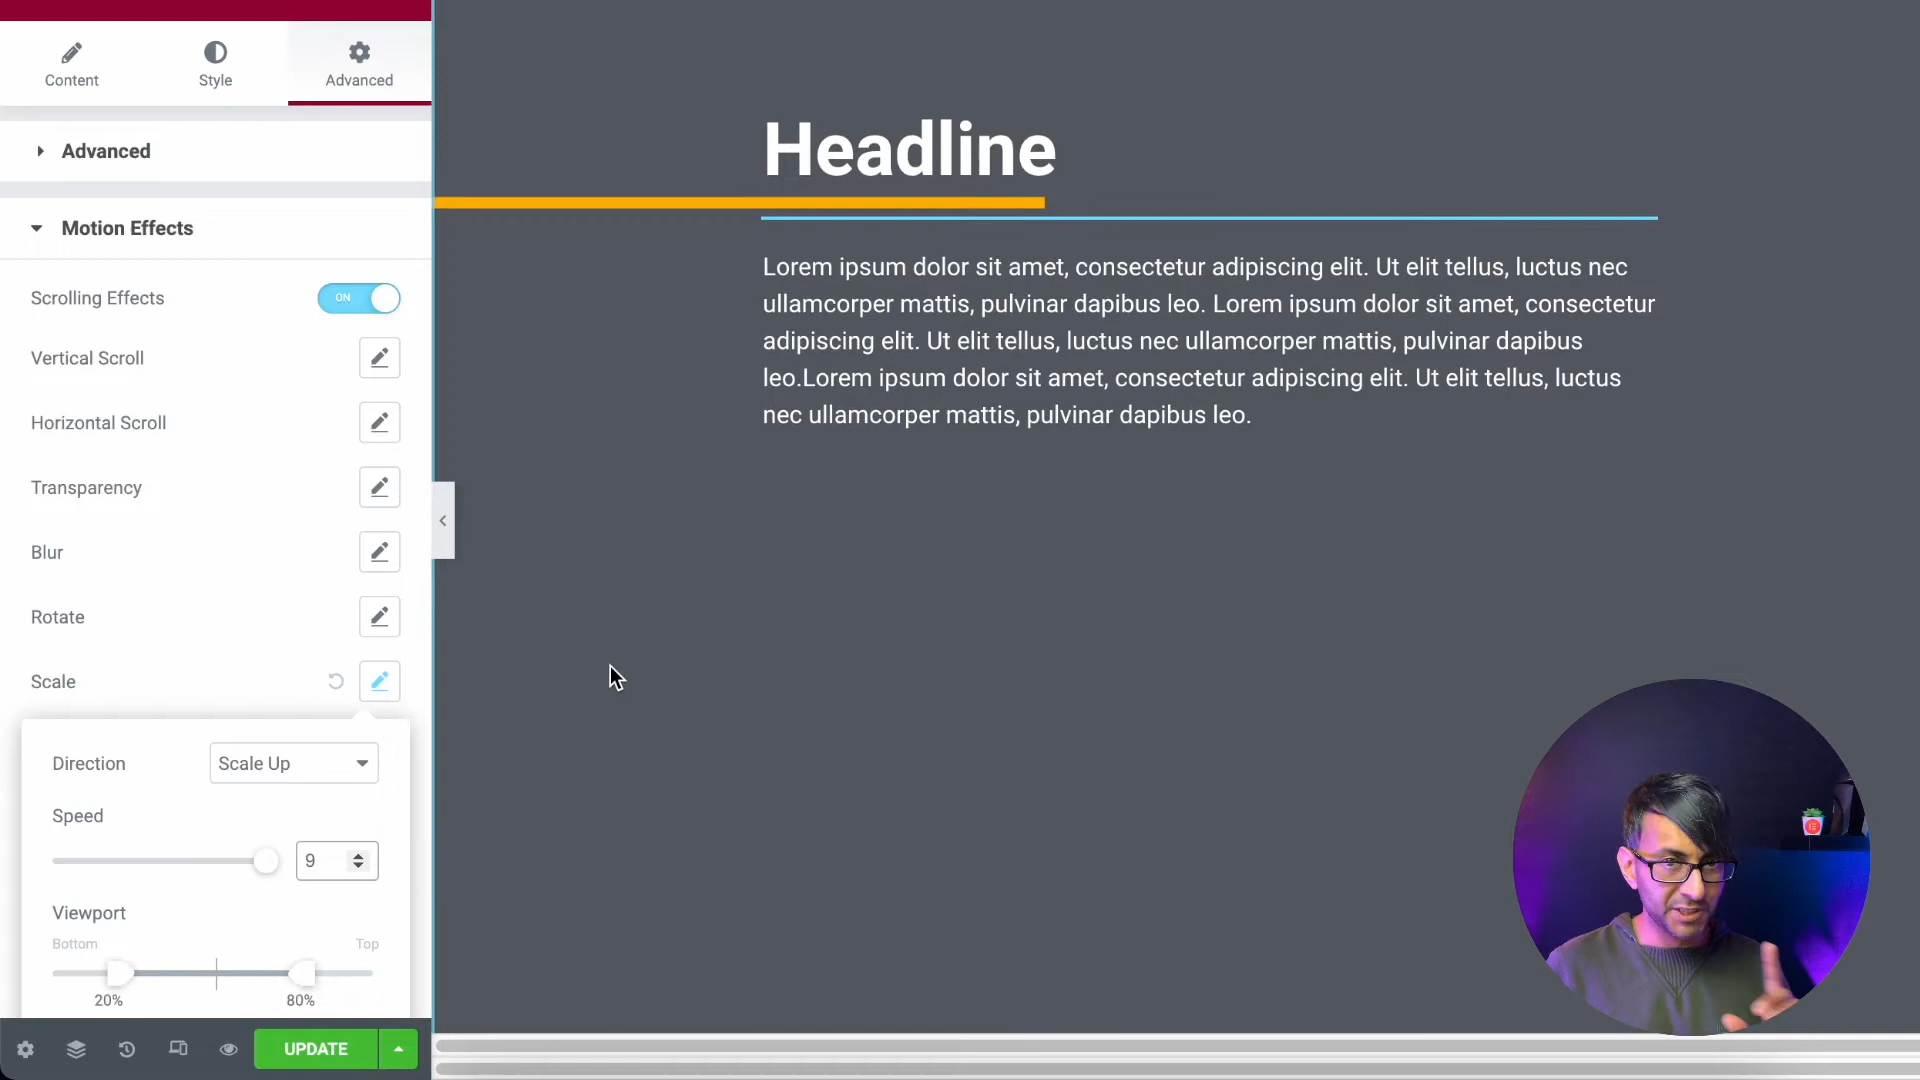 Content
Style
Advanced
Advanced
Motion Effects
Scrolling Effects
ON
Vertical Scroll
Horizontal Scroll
Transparency
Blur
Rotate
Scale
Direction
Scale Up
Speed
9
Viewport
Bottom
Top
20%
80%
UPDATE
Headline
Lorem ipsum dolor sit amet, consectetur adipiscing elit. Ut elit tellus, luctus nec
ullamcorper mattis, pulvinar dapibus leo. Lorem ipsum dolor sit amet, consectetur
adipiscing elit. Ut elit tellus, luctus nec ullamcorper mattis, pulvinar dapibus
leo.Lorem ipsum dolor sit amet, consectetur adipiscing elit. Ut elit tellus, luctus
nec ullamcorper mattis, pulvinar dapibus leo.